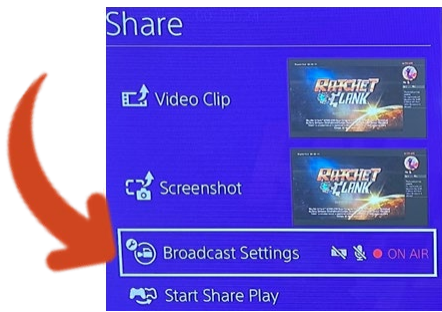 Share
Video Clip
RATCHET
& CLANK
Screenshot
RATCHET
& CLANK
Broadcast Settings ON AIR
Start Share Play